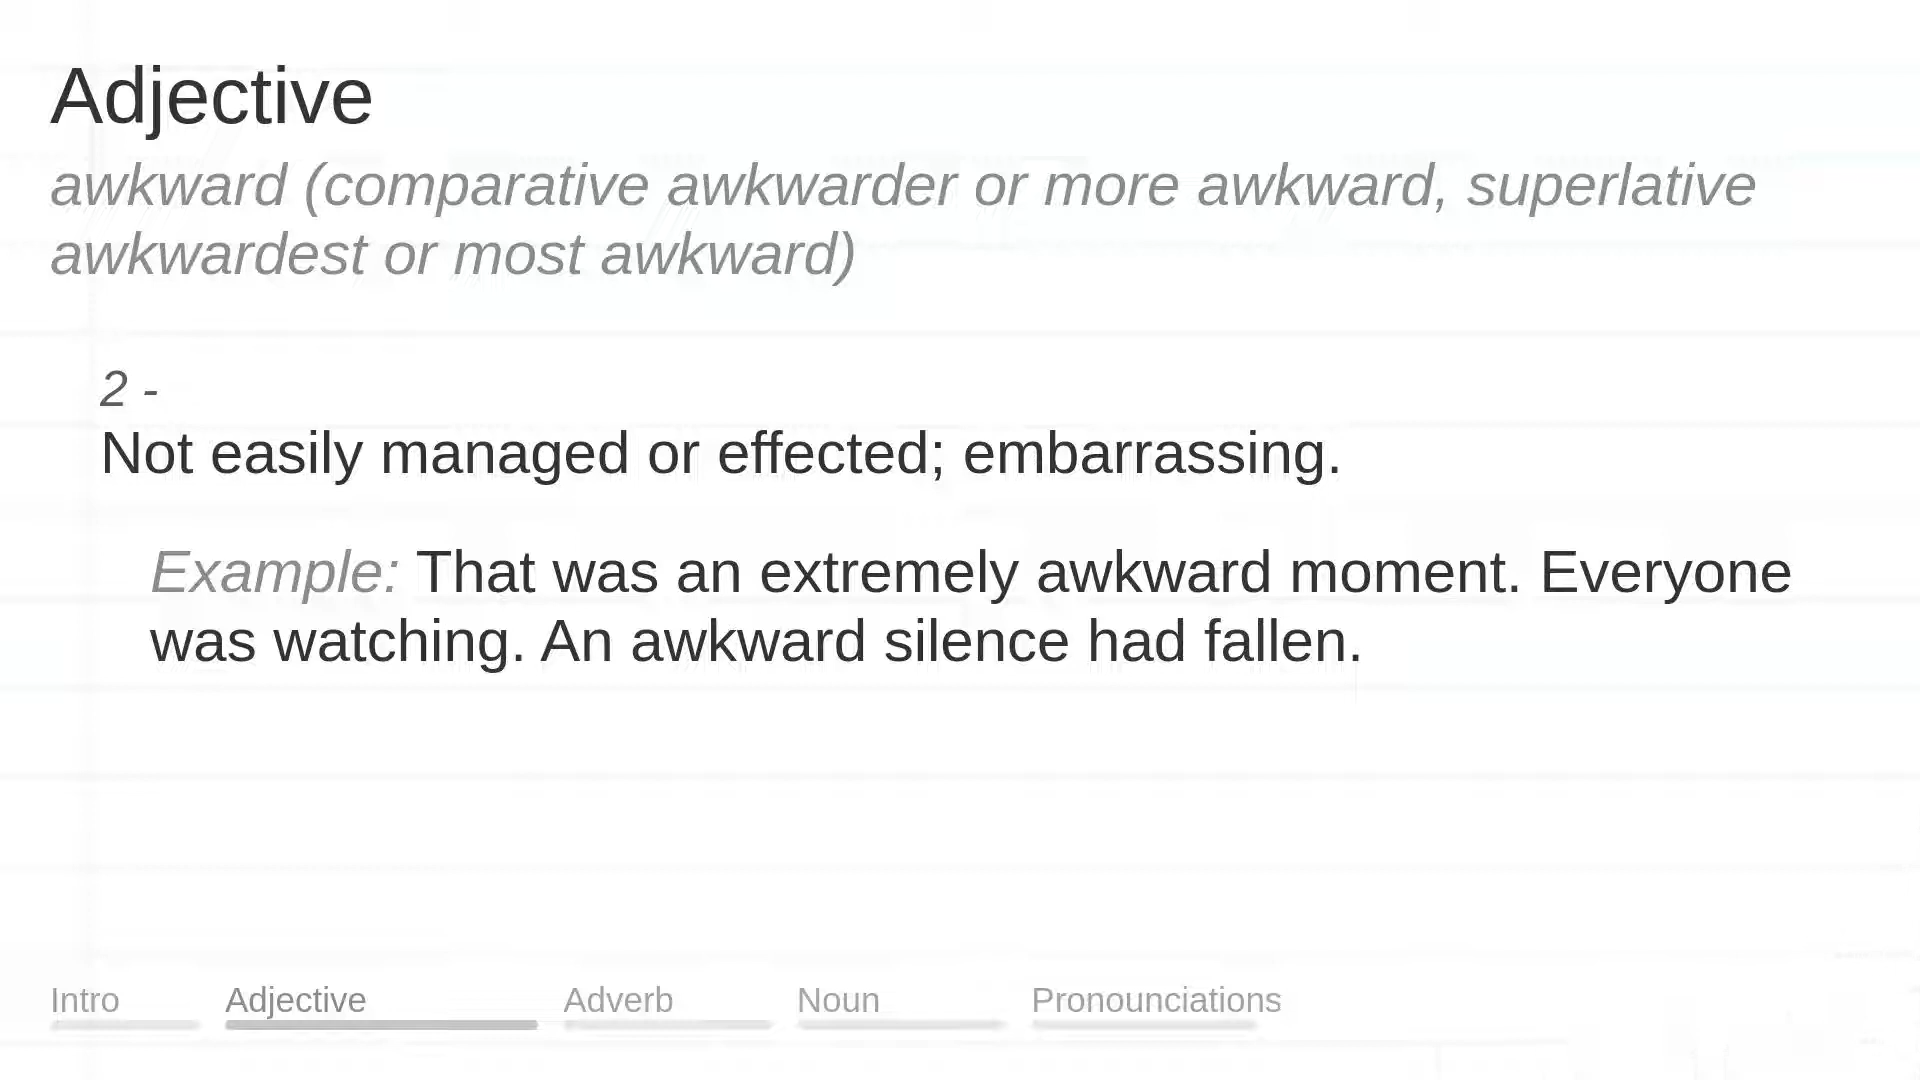 Adjective
awkward (comparative awkwarder or more awkward, superlative
awkwardest or most awkward)
2 -
Not easily managed or effected; embarrassing.
Example: That was an extremely awkward moment. Everyone
was watching. An awkward silence had fallen.
Intro Adjective Adverb Noun Pronounciations